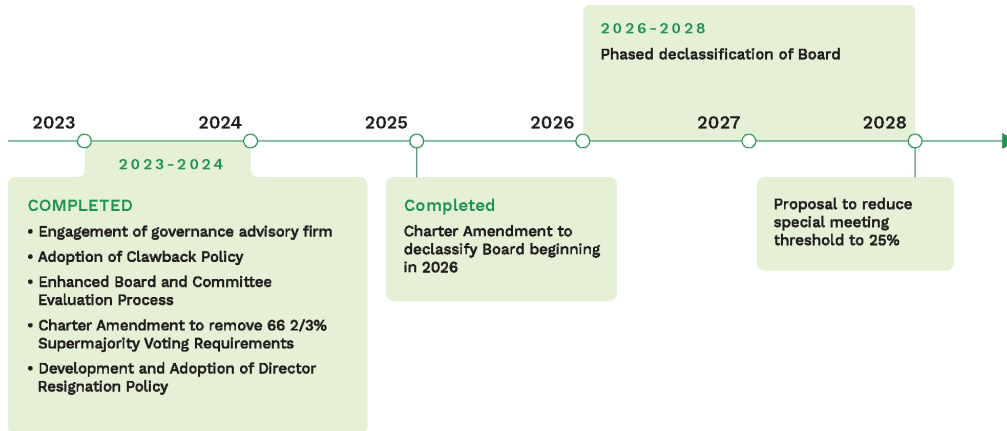 2026-2028
Phased declassification of Board
2023
2024
2025
2026
2027
2028
2023-2024
COMPLETED
• Engagement of governance advisory firm
• Adoption of Clawback Policy
• Enhanced Board and Committee
Evaluation Process
• Charter Amendment to remove 66 2/3%
Supermajority Voting Requirements
• Development and Adoption of Director
Resignation Policy
Completed
Charter Amendment to
declassify Board beginning
in 2026
Proposal to reduce
special meeting
threshold to 25%